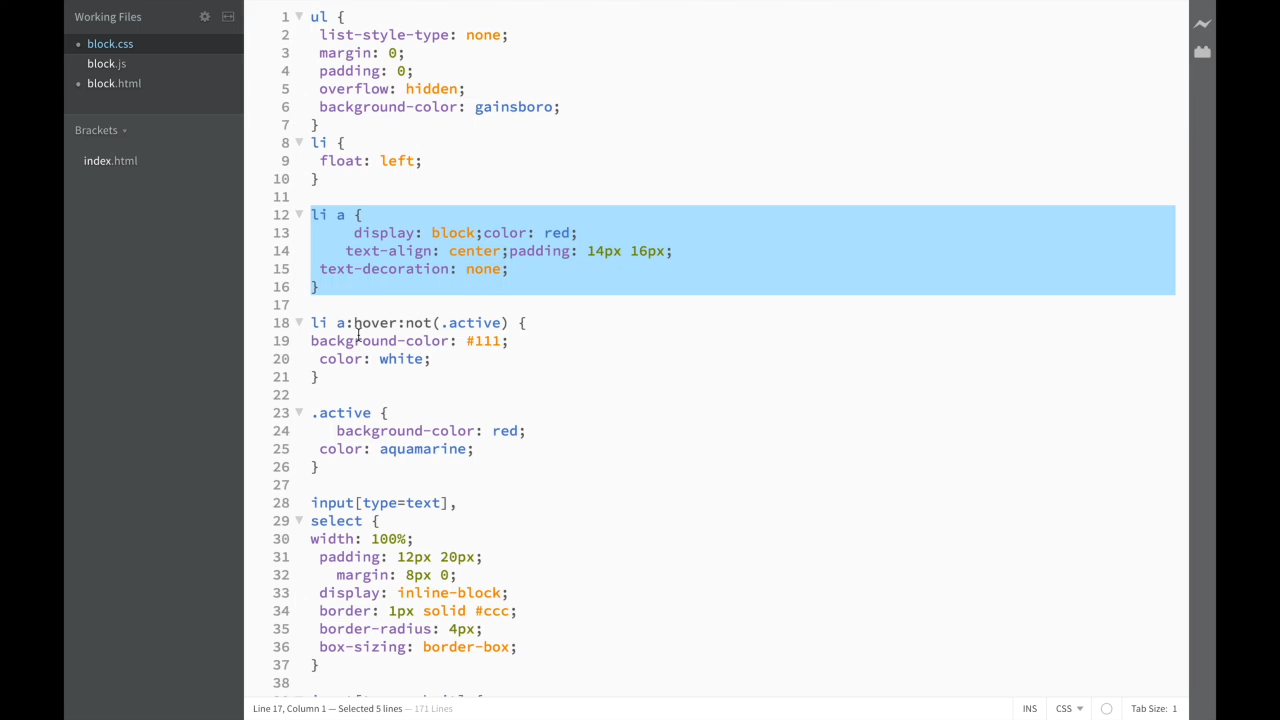 Working Files
block.css
block.js
block.html
Brackets
index.html
1 ul {
2 list-style-type: none;
3 margin: 0;
4 padding: 0;
5 overflow: hidden;
6 background-color: gainsboro;
7 }
8 li {
9 float: left;
10 }
11
12 li a {
13 display: block;color: red;
14 text-align: center;padding: 14px 16px;
15 text-decoration: none;
16 }
17
18 li a:hover:not(.active) {
19 background-color: #111;
20 color: white;
21 }
22
23 .active {
24 background-color: red;
25 color: aquamarine;
26 }
27
28 input[type=text],
29 select {
30 width: 100%;
31 padding: 12px 20px;
32 margin: 8px 0;
33 display: inline-block;
34 border: 1px solid #ccc;
35 border-radius: 4px;
36 box-sizing: border-box;
37 }
38
Line 17, Column 1 — Selected 5 lines — 171 Lines
INS CSS Tab Size: 1